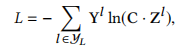 L = − ∑_{l∈𝒴_L} Y^l ln(C · Z^l),